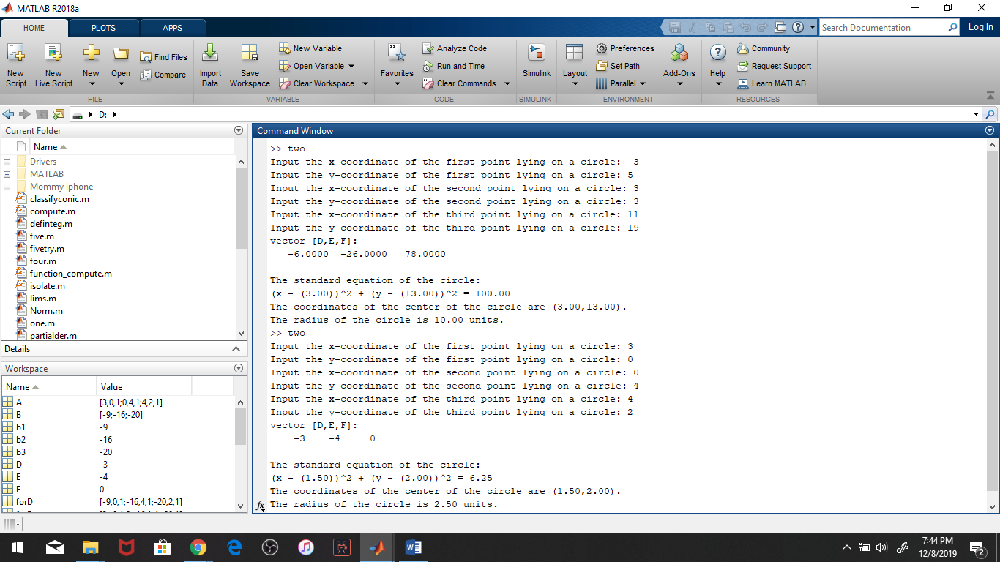 MATLAB R2018a
HOME PLOTS APPS
Search Documentation Log In
New Script
New Live Script
New
Open
Find Files
Compare
FILE
Import Data
Save Workspace
New Variable
Open Variable
Clear Workspace
VARIABLE
Favorites
Analyze Code
Run and Time
Clear Commands
CODE
Simulink
SIMULINK
Layout
Preferences
Set Path
Parallel
Add-Ons
ENVIRONMENT
Help
Community
Request Support
Learn MATLAB
RESOURCES
D:
Current Folder
Name
Drivers
MATLAB
Mommy Iphone
classifyconic.m
compute.m
definteg.m
five.m
fivetry.m
four.m
function_compute.m
isolate.m
lims.m
Norm.m
one.m
partialder.m
Details
Workspace
Name Value
A [3,0,1;0,4,1;4,2,1]
B [-9;-16;-20]
b1 -9
b2 -16
b3 -20
D -3
E -4
F 0
forD [-9,0,1;-16,4,1;-20,2,1]
Command Window
>> two
Input the x-coordinate of the first point lying on a circle: -3
Input the y-coordinate of the first point lying on a circle: 5
Input the x-coordinate of the second point lying on a circle: 3
Input the y-coordinate of the second point lying on a circle: 3
Input the x-coordinate of the third point lying on a circle: 11
Input the y-coordinate of the third point lying on a circle: 19
vector [D,E,F]:
-6.0000 -26.0000 78.0000
The standard equation of the circle:
(x - (3.00))^2 + (y - (13.00))^2 = 100.00
The coordinates of the center of the circle are (3.00,13.00).
The radius of the circle is 10.00 units.
>> two
Input the x-coordinate of the first point lying on a circle: 3
Input the y-coordinate of the first point lying on a circle: 0
Input the x-coordinate of the second point lying on a circle: 0
Input the y-coordinate of the second point lying on a circle: 4
Input the x-coordinate of the third point lying on a circle: 4
Input the y-coordinate of the third point lying on a circle: 2
vector [D,E,F]:
-3 -4 0
The standard equation of the circle:
(x - (1.50))^2 + (y - (2.00))^2 = 6.25
The coordinates of the center of the circle are (1.50,2.00).
The radius of the circle is 2.50 units.
fx
7:44 PM
12/8/2019
2